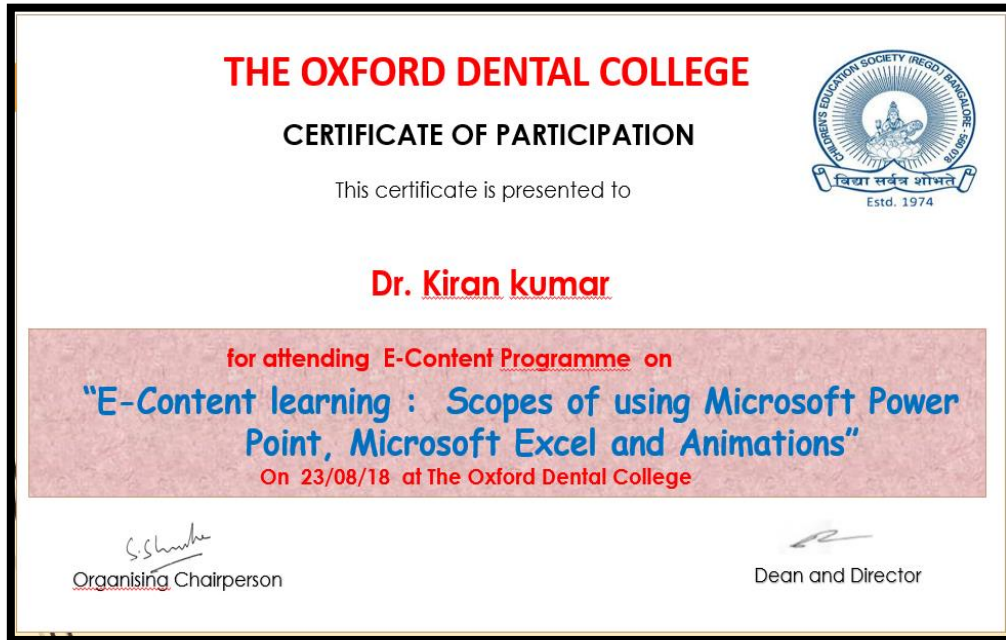 THE OXFORD DENTAL COLLEGE
CERTIFICATE OF PARTICIPATION
This certificate is presented to
CHILDREN'S EDUCATION SOCIETY (REGD.) BANGALORE - 560 078
विद्या सर्वत्र शोभते
Estd. 1974
Dr. Kiran kumar
for attending E-Content Programme on
“E-Content learning : Scopes of using Microsoft Power
Point, Microsoft Excel and Animations”
On 23/08/18 at The Oxford Dental College
Organising Chairperson
Dean and Director